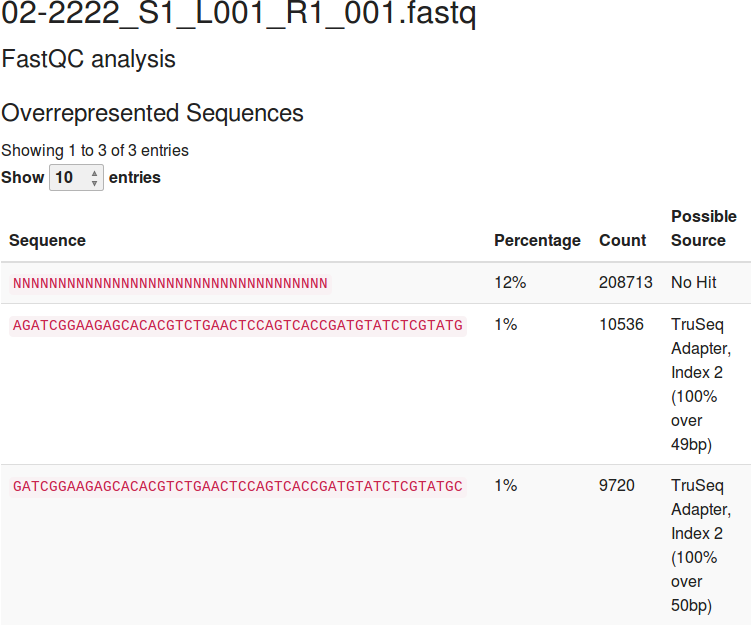 02-2222_S1_L001_R1_001.fastq
FastQC analysis
Overrepresented Sequences
Showing 1 to 3 of 3 entries
Show 10 entries
Sequence Percentage Count Possible Source
NNNNNNNNNNNNNNNNNNNNNNNNNNNNNNNNNNN 12% 208713 No Hit
AGATCGGAAGAGCACACGTCTGAACTCCAGTCACCGATGTATCTCGTATG 1% 10536 TruSeq
Adapter,
Index 2
(100%
over
49bp)
GATCGGAAGAGCACACGTCTGAACTCCAGTCACCGATGTATCTCGTATGC 1% 9720 TruSeq
Adapter,
Index 2
(100%
over
50bp)